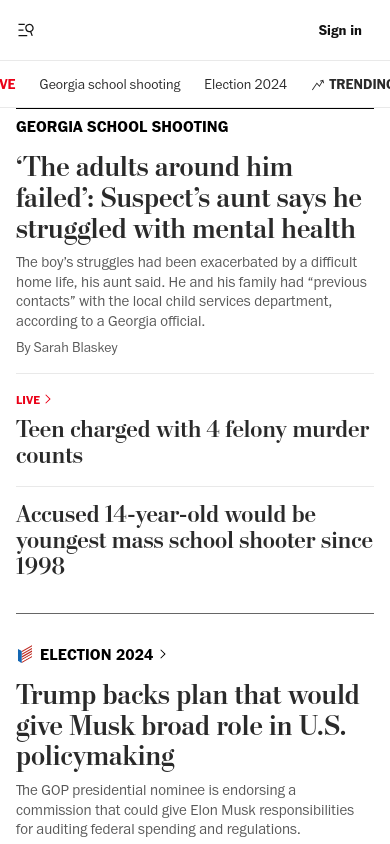 Sign in
VE
Georgia school shooting
Election 2024
TRENDING
GEORGIA SCHOOL SHOOTING
‘The adults around him
failed’: Suspect’s aunt says he
struggled with mental health
The boy’s struggles had been exacerbated by a difficult
home life, his aunt said. He and his family had “previous
contacts” with the local child services department,
according to a Georgia official.
By Sarah Blaskey
LIVE
Teen charged with 4 felony murder
counts
Accused 14-year-old would be
youngest mass school shooter since
1998
ELECTION 2024
Trump backs plan that would
give Musk broad role in U.S.
policymaking
The GOP presidential nominee is endorsing a
commission that could give Elon Musk responsibilities
for auditing federal spending and regulations.